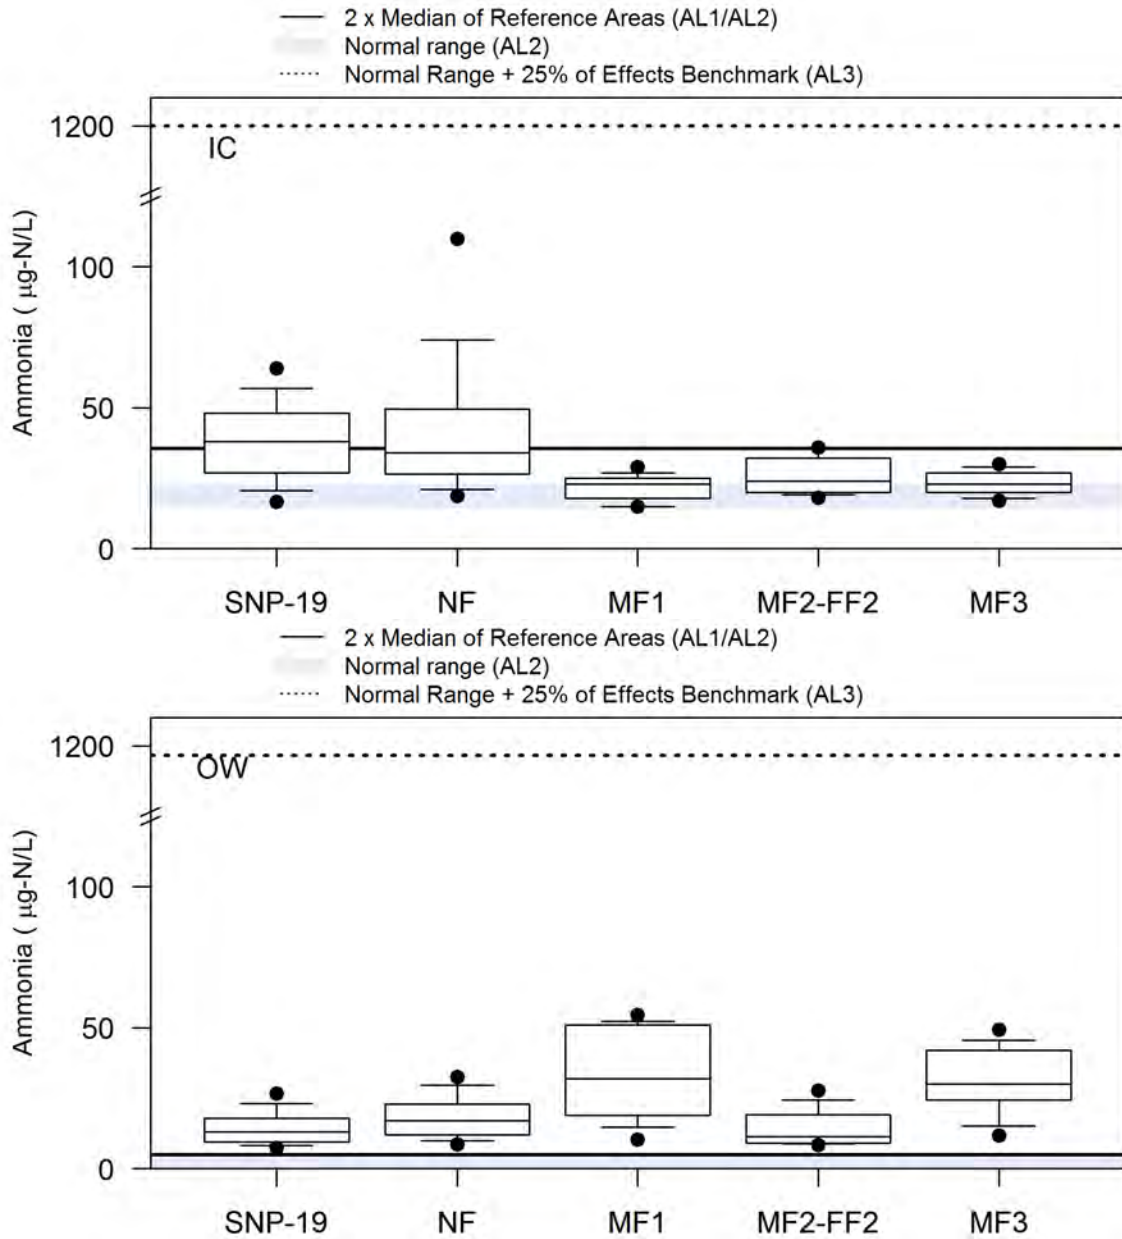 2 x Median of Reference Areas (AL1/AL2)
Normal range (AL2)
Normal Range + 25% of Effects Benchmark (AL3)
1200
IC
Ammonia ( µg-N/L)
100
50
0
SNP-19 NF MF1 MF2-FF2 MF3
2 x Median of Reference Areas (AL1/AL2)
Normal range (AL2)
Normal Range + 25% of Effects Benchmark (AL3)
1200
OW
Ammonia ( µg-N/L)
100
50
0
SNP-19 NF MF1 MF2-FF2 MF3